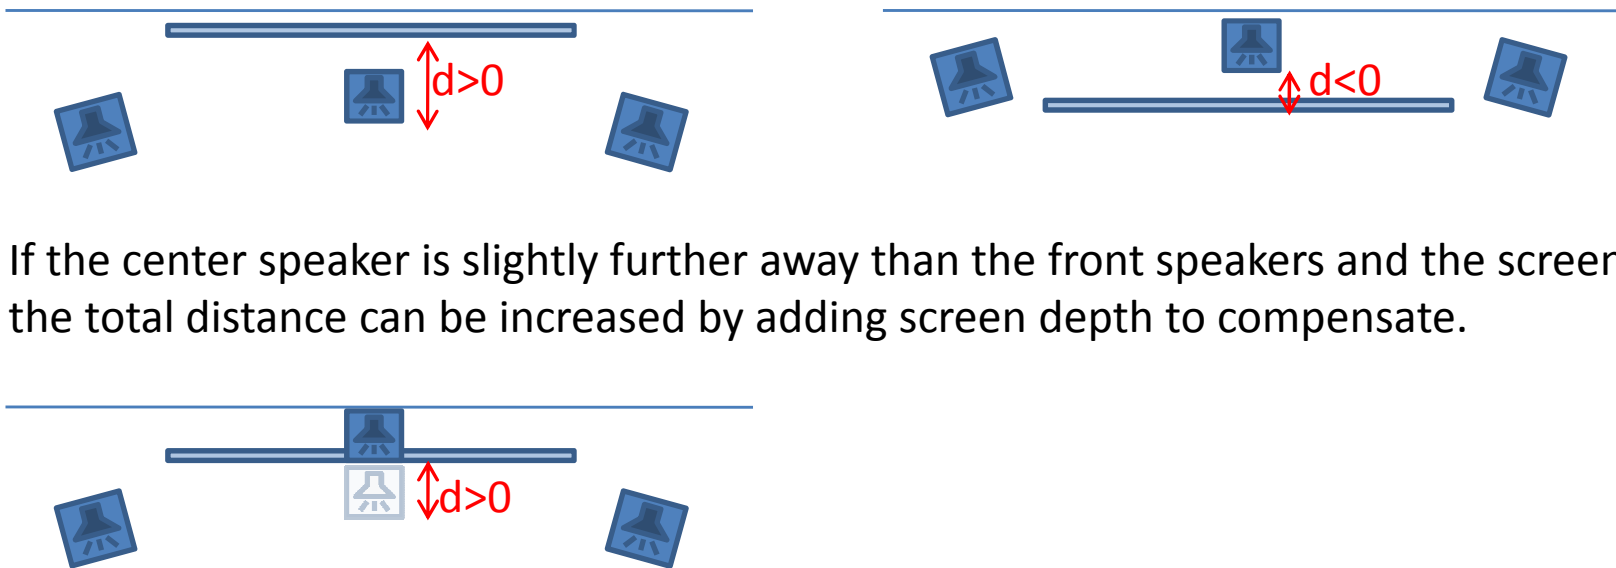 d>0
d<0
If the center speaker is slightly further away than the front speakers and the screen
the total distance can be increased by adding screen depth to compensate.
d>0